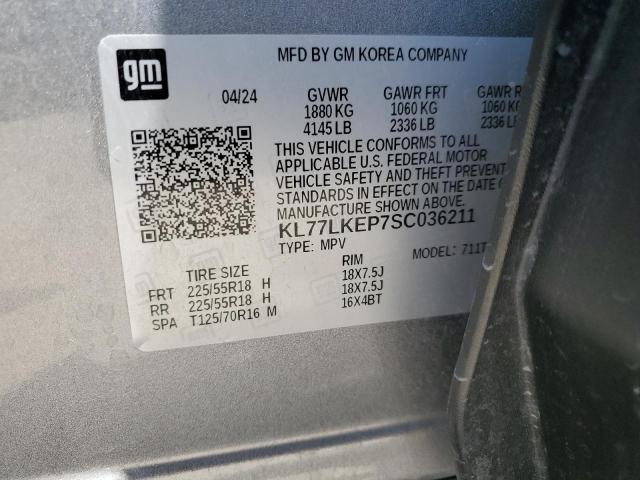 gm
MFD BY GM KOREA COMPANY
04/24 GVWR GAWR FRT GAWR R
1880 KG 1060 KG 1060 KG
4145 LB 2336 LB 2336 LB
THIS VEHICLE CONFORMS TO ALL
APPLICABLE U.S. FEDERAL MOTOR
VEHICLE SAFETY AND THEFT PREVENT
STANDARDS IN EFFECT ON THE DATE O
MANUFACTURE SHOWN ABOVE.
KL77LKEP7SC036211
TYPE: MPV MODEL: 711T
TIRE SIZE RIM
FRT 225/55R18 H 18X7.5J
RR 225/55R18 H 18X7.5J
SPA T125/70R16 M 16X4BT